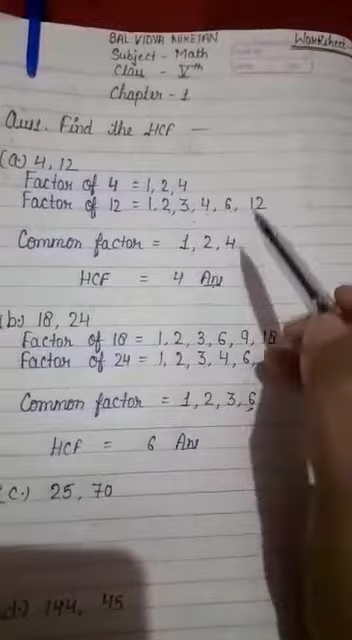 BAL VIDYA NIKETAN
Worksheet
Subject - Math
Class - Vth
Chapter - 1
Ques1. Find the HCF —
(a) 4, 12
Factor of 4 = 1, 2, 4
Factor of 12 = 1, 2, 3, 4, 6, 12
Common factor = 1, 2, 4
HCF = 4 Ans
(b) 18, 24
Factor of 18 = 1, 2, 3, 6, 9, 18
Factor of 24 = 1, 2, 3, 4, 6,
Common factor = 1, 2, 3, 6
HCF = 6 Ans
(c.) 25, 70
(d.) 144, 45